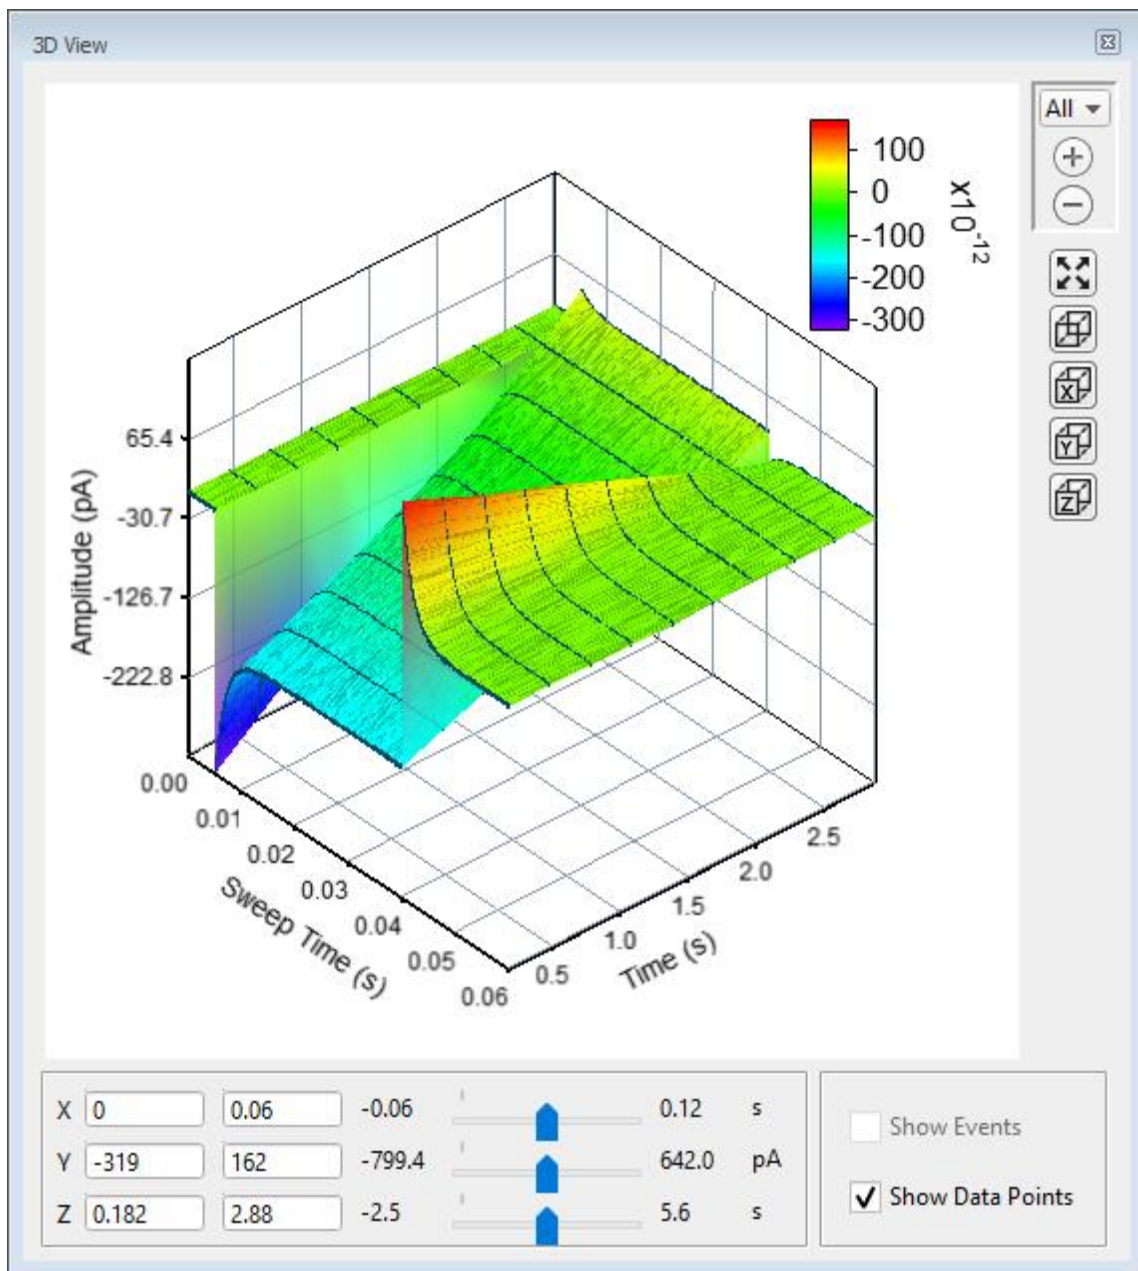 3D View
All
100
0
-100
-200
-300
x10^-12
65.4
-30.7
-126.7
-222.8
Amplitude (pA)
0.00
0.01
0.02
0.03
0.04
0.05
0.06
Sweep Time (s)
0.5
1.0
1.5
2.0
2.5
Time (s)
X
Y
Z
X 0 0.06 -0.06 0.12 s
Y -319 162 -799.4 642.0 pA
Z 0.182 2.88 -2.5 5.6 s
Show Events
Show Data Points